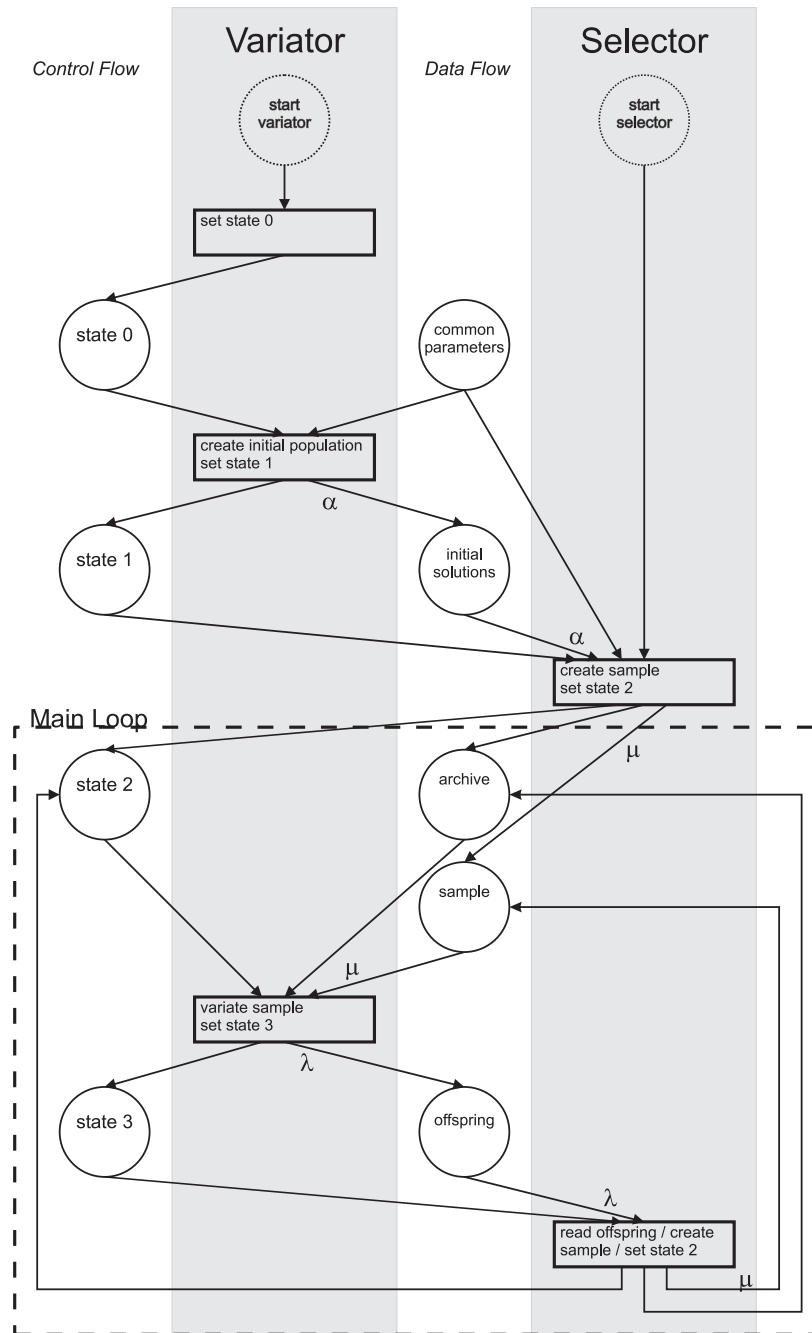 Variator
Selector
Control Flow
Data Flow
start
variator
start
selector
set state 0
state 0
common
parameters
create initial population
set state 1
α
state 1
initial
solutions
α
create sample
set state 2
Main Loop
μ
state 2
archive
sample
μ
variate sample
set state 3
λ
state 3
offspring
λ
read offspring / create
sample / set state 2
μ